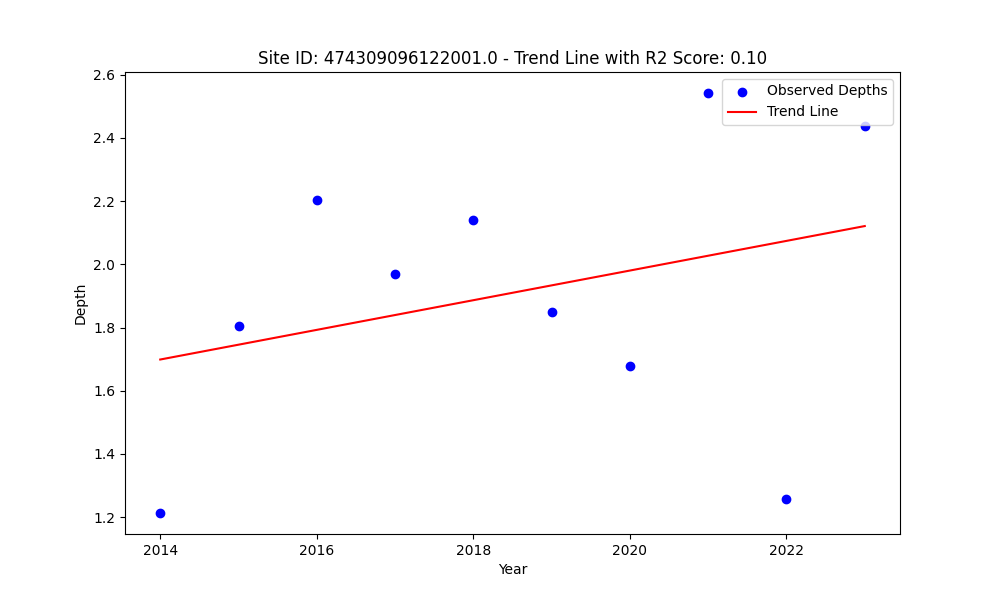 Site ID: 474309096122001.0 - Trend Line with R2 Score: 0.10
Observed Depths
Trend Line
2.6
2.4
2.2
2.0
1.8
1.6
1.4
1.2
Depth
2014
2016
2018
2020
2022
Year